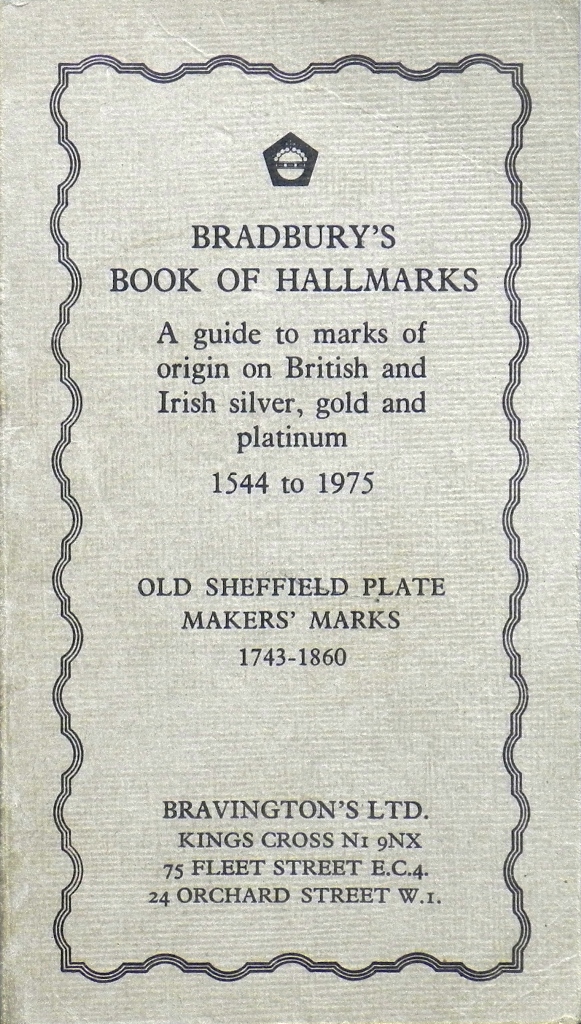 BRADBURY'S
BOOK OF HALLMARKS
A guide to marks of
origin on British and
Irish silver, gold and
platinum
1544 to 1975
OLD SHEFFIELD PLATE
MAKERS' MARKS
1743-1860
BRAVINGTON'S LTD.
KINGS CROSS N1 9NX
75 FLEET STREET E.C.4.
24 ORCHARD STREET W.1.